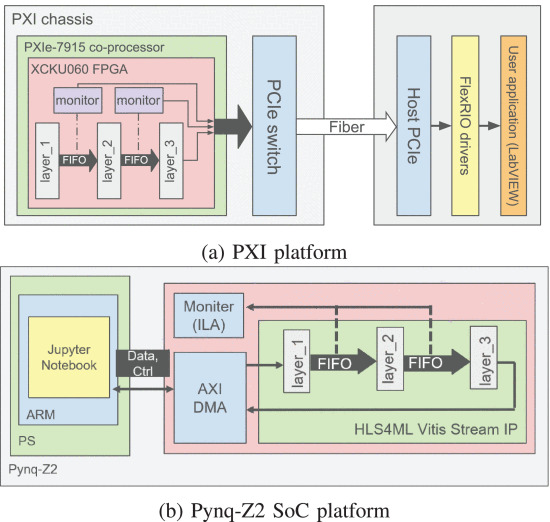 PXI chassis
PXIe-7915 co-processor
XCKU060 FPGA
monitor
monitor
layer_1
FIFO
layer_2
FIFO
layer_3
PCIe switch
Fiber
Host PCIe
FlexRIO
drivers
User application
(LabVIEW)
(a) PXI platform
Jupyter
Notebook
ARM
PS
Pynq-Z2
Data,
Ctrl
Moniter
(ILA)
AXI
DMA
layer_1
FIFO
layer_2
FIFO
layer_3
HLS4ML Vitis Stream IP
(b) Pynq-Z2 SoC platform